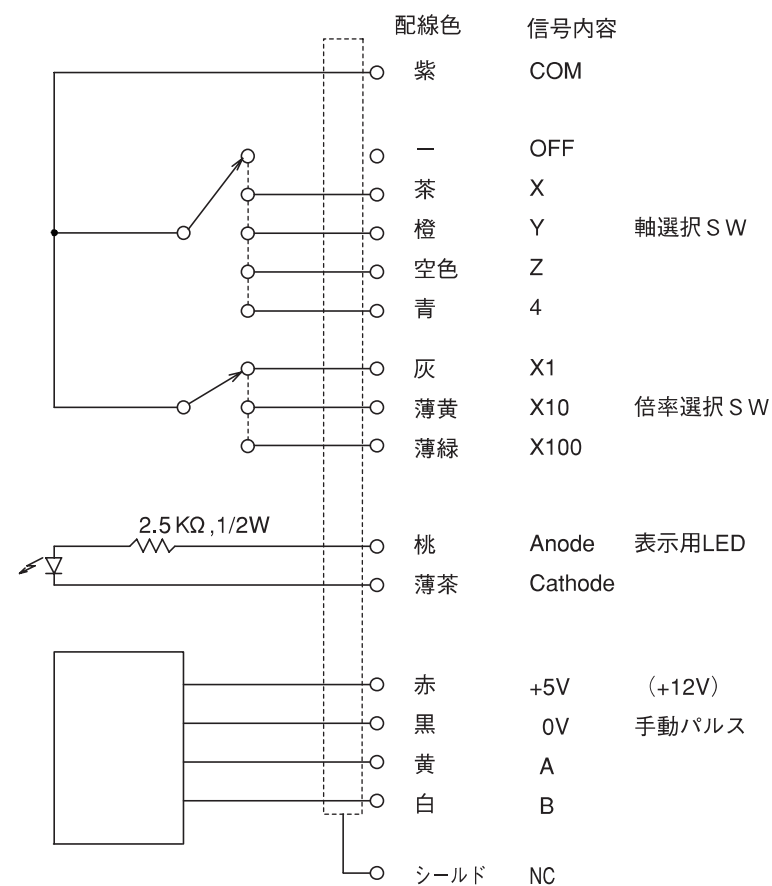 配線色 信号内容
紫 COM
ー OFF
茶 X
橙 Y 軸選択SW
空色 Z
青 4
灰 X1
薄黄 X10 倍率選択SW
薄緑 X100
2.5KΩ,1/2W
桃 Anode 表示用LED
薄茶 Cathode
赤 +5V (+12V)
黒 0V 手動パルス
黄 A
白 B
シールド NC